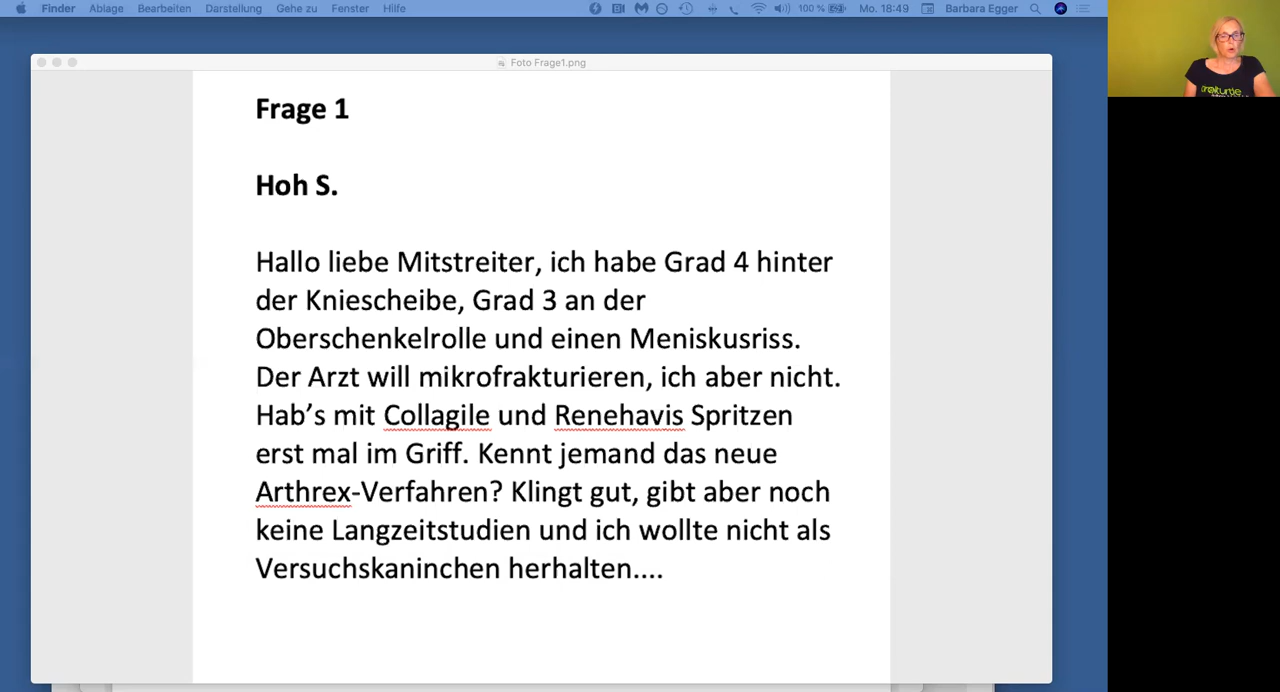 Finder Ablage Bearbeiten Darstellung Gehe zu Fenster Hilfe 100 % Mo. 18:49 Barbara Egger
Foto Frage1.png
Frage 1
Hoh S.
Hallo liebe Mitstreiter, ich habe Grad 4 hinter
der Kniescheibe, Grad 3 an der
Oberschenkelrolle und einen Meniskusriss.
Der Arzt will mikrofrakturieren, ich aber nicht.
Hab’s mit Collagile und Renehavis Spritzen
erst mal im Griff. Kennt jemand das neue
Arthrex-Verfahren? Klingt gut, gibt aber noch
keine Langzeitstudien und ich wollte nicht als
Versuchskaninchen herhalten....